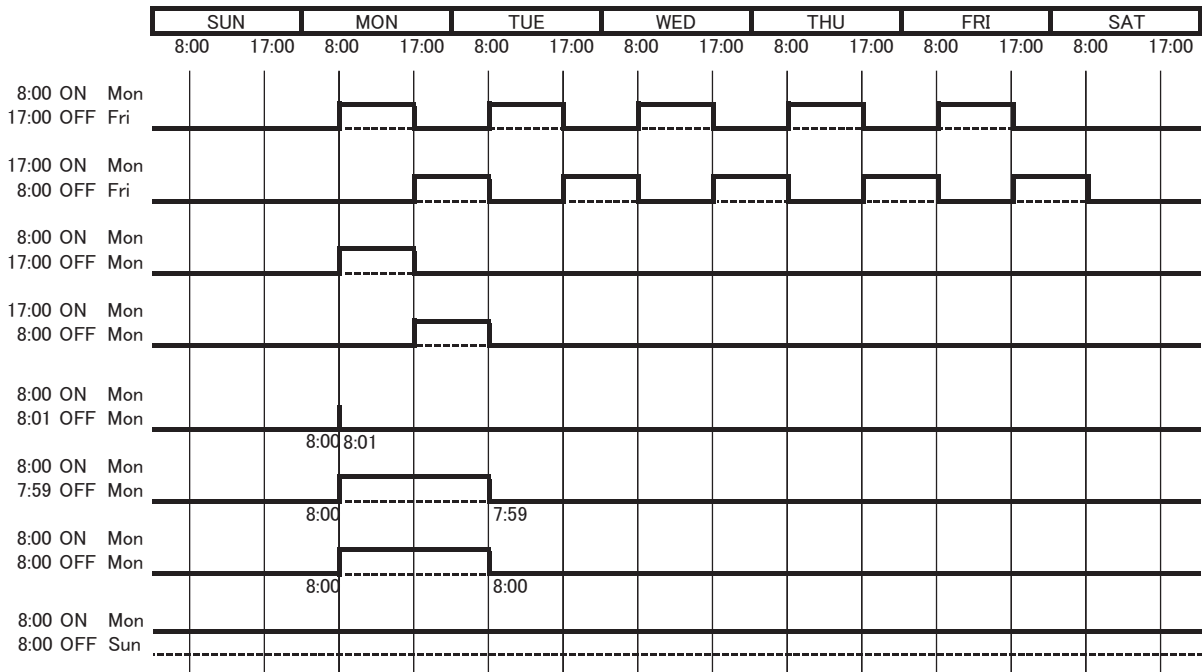 SUN MON TUE WED THU FRI SAT
8:00 17:00 8:00 17:00 8:00 17:00 8:00 17:00 8:00 17:00 8:00 17:00 8:00 17:00
8:00 ON Mon
17:00 OFF Fri
17:00 ON Mon
8:00 OFF Fri
8:00 ON Mon
17:00 OFF Mon
17:00 ON Mon
8:00 OFF Mon
8:00 ON Mon
8:01 OFF Mon
8:00 8:01
8:00 ON Mon
7:59 OFF Mon
8:00 7:59
8:00 ON Mon
8:00 OFF Mon
8:00 8:00
8:00 ON Mon
8:00 OFF Sun